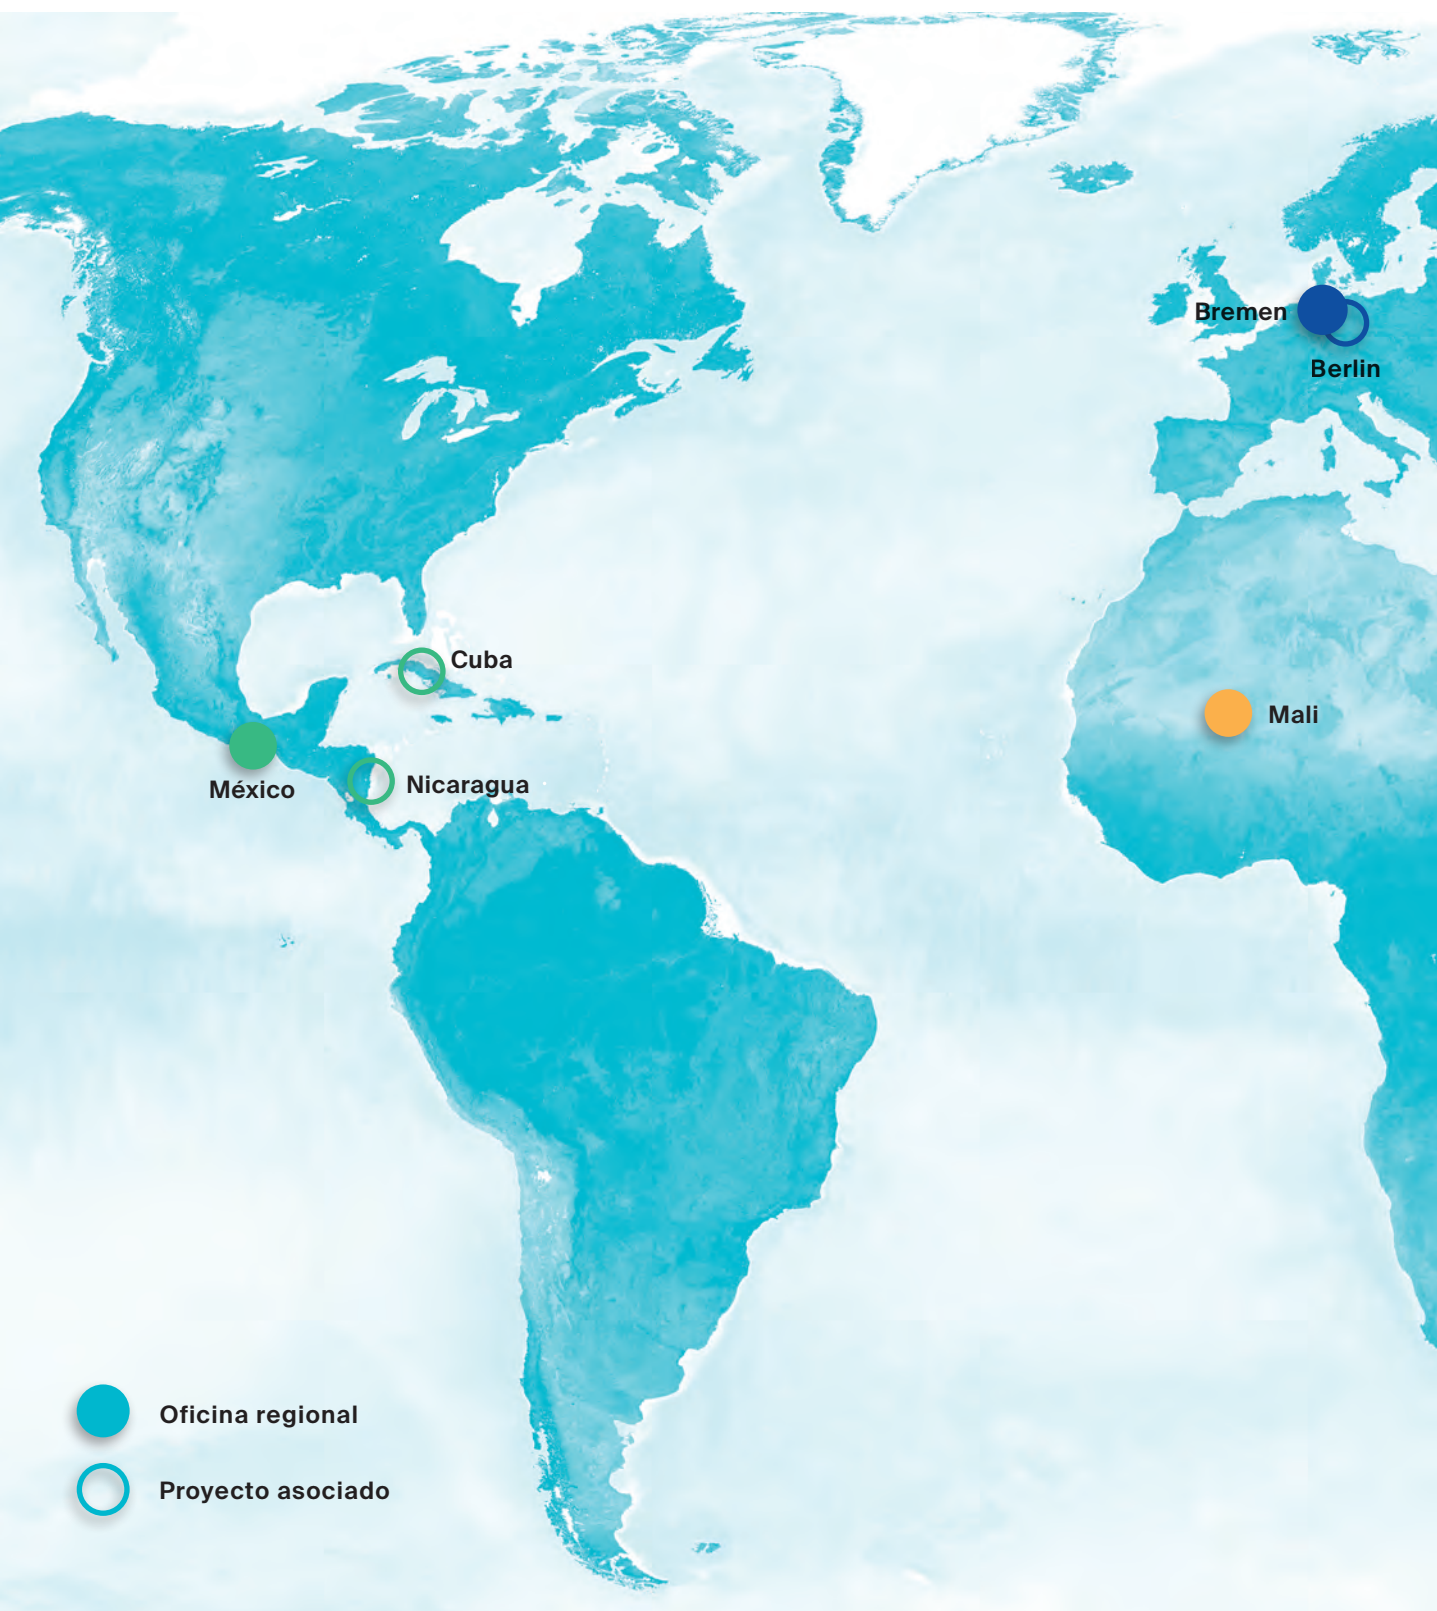 Bremen
Berlin
Cuba
Mali
México
Nicaragua
Oficina regional
Proyecto asociado